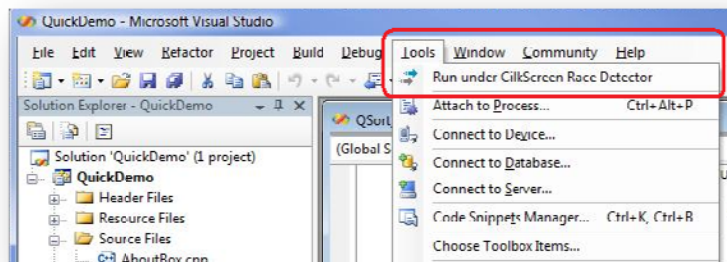 QuickDemo - Microsoft Visual Studio
File Edit View Refactor Project Build Debug Tools Window Community Help
Run under CilkScreen Race Detector
Solution Explorer - QuickDemo
Attach to Process... Ctrl+Alt+P
(Global S
Connect to Device...
Solution 'QuickDemo' (1 project)
Connect to Database...
QuickDemo
Connect to Server...
Header Files
Resource Files
Code Snippets Manager... Ctrl+K, Ctrl+B
Source Files
Choose Toolbox Items...
AboutBox.cpp